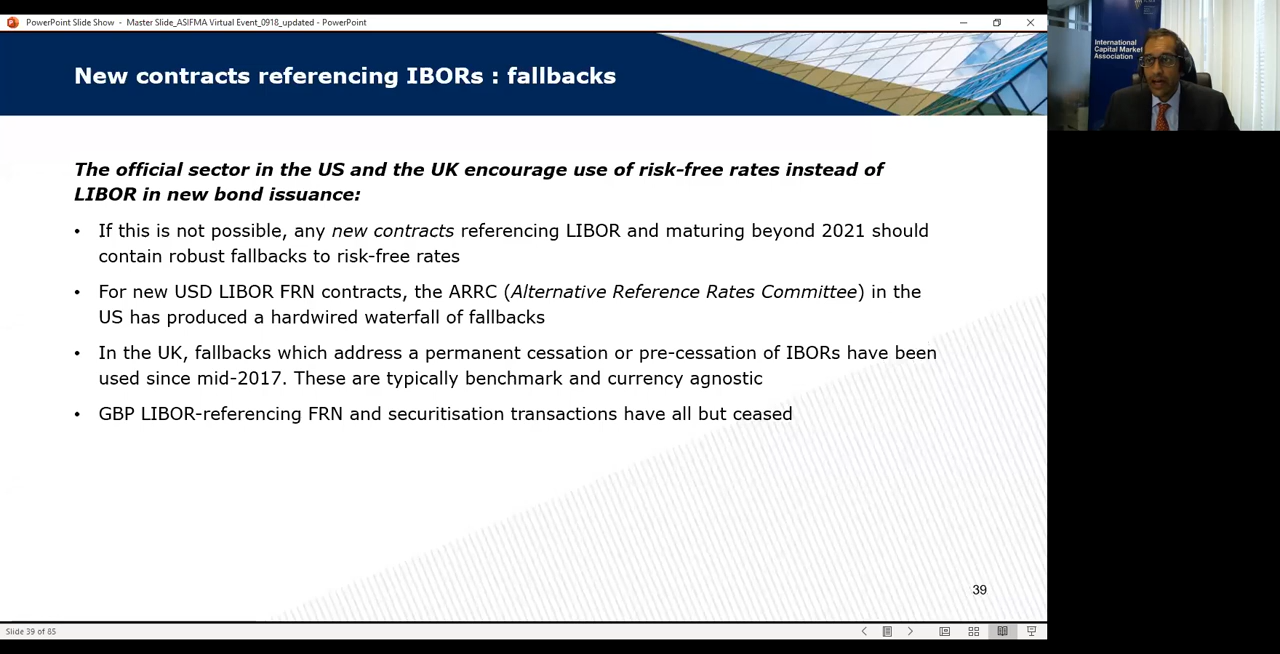 PowerPoint Slide Show - Master Slide_ASIFMA Virtual Event_0918_updated - PowerPoint
International
Capital Market
Association
New contracts referencing IBORs : fallbacks
The official sector in the US and the UK encourage use of risk-free rates instead of
LIBOR in new bond issuance:
• If this is not possible, any new contracts referencing LIBOR and maturing beyond 2021 should
contain robust fallbacks to risk-free rates
• For new USD LIBOR FRN contracts, the ARRC (Alternative Reference Rates Committee) in the
US has produced a hardwired waterfall of fallbacks
• In the UK, fallbacks which address a permanent cessation or pre-cessation of IBORs have been
used since mid-2017. These are typically benchmark and currency agnostic
• GBP LIBOR-referencing FRN and securitisation transactions have all but ceased
39
Slide 39 of 85